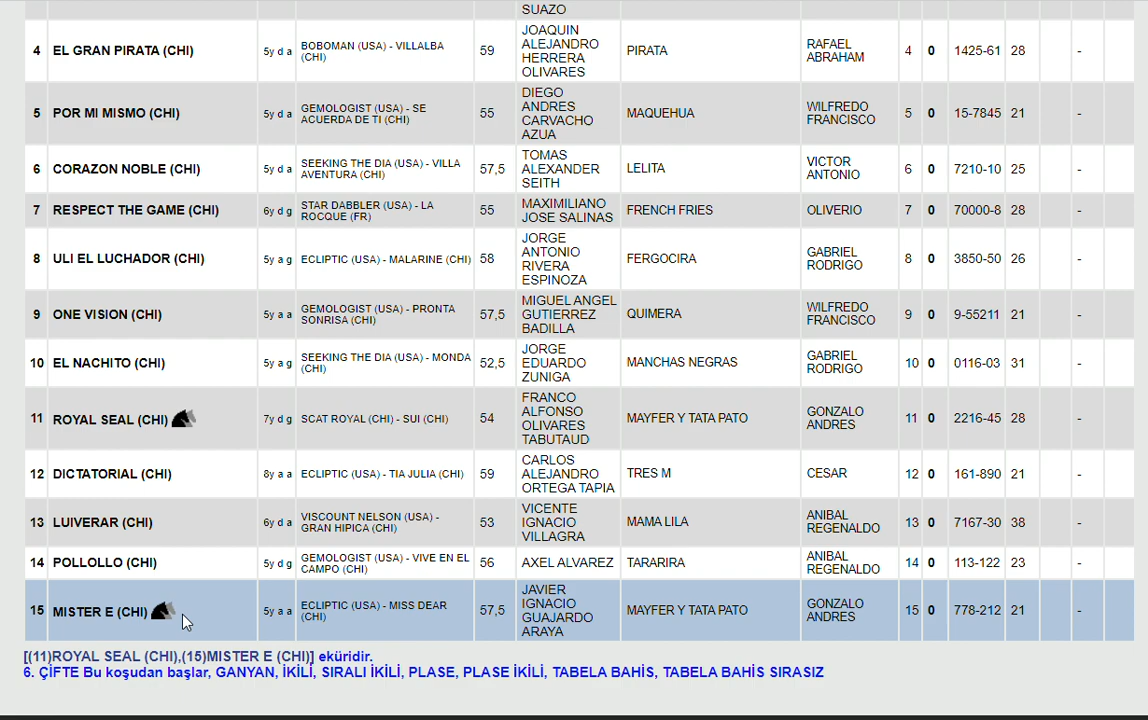 SUAZO
4 EL GRAN PIRATA (CHI) 5y d a BOBOMAN (USA) - VILLALBA (CHI) 59 JOAQUIN ALEJANDRO HERRERA OLIVARES PIRATA RAFAEL ABRAHAM 4 0 1425-61 28 -
5 POR MI MISMO (CHI) 5y d a GEMOLOGIST (USA) - SE ACUERDA DE TI (CHI) 55 DIEGO ANDRES CARVACHO AZUA MAQUEHUA WILFREDO FRANCISCO 5 0 15-7845 21 -
6 CORAZON NOBLE (CHI) 5y d a SEEKING THE DIA (USA) - VILLA AVENTURA (CHI) 57,5 TOMAS ALEXANDER SEITH LELITA VICTOR ANTONIO 6 0 7210-10 25 -
7 RESPECT THE GAME (CHI) 6y d g STAR DABBLER (USA) - LA ROCQUE (FR) 55 MAXIMILIANO JOSE SALINAS FRENCH FRIES OLIVERIO 7 0 70000-8 28 -
8 ULI EL LUCHADOR (CHI) 5y a g ECLIPTIC (USA) - MALARINE (CHI) 58 JORGE ANTONIO RIVERA ESPINOZA FERGOCIRA GABRIEL RODRIGO 8 0 3850-50 26 -
9 ONE VISION (CHI) 5y a a GEMOLOGIST (USA) - PRONTA SONRISA (CHI) 57,5 MIGUEL ANGEL GUTIERREZ BADILLA QUIMERA WILFREDO FRANCISCO 9 0 9-55211 21 -
10 EL NACHITO (CHI) 5y a g SEEKING THE DIA (USA) - MONDA (CHI) 52,5 JORGE EDUARDO ZUNIGA MANCHAS NEGRAS GABRIEL RODRIGO 10 0 0116-03 31 -
11 ROYAL SEAL (CHI) 7y d g SCAT ROYAL (CHI) - SUI (CHI) 54 FRANCO ALFONSO OLIVARES TABUTAUD MAYFER Y TATA PATO GONZALO ANDRES 11 0 2216-45 28 -
12 DICTATORIAL (CHI) 8y a a ECLIPTIC (USA) - TIA JULIA (CHI) 59 CARLOS ALEJANDRO ORTEGA TAPIA TRES M CESAR 12 0 161-890 21 -
13 LUIVERAR (CHI) 6y d a VISCOUNT NELSON (USA) - GRAN HIPICA (CHI) 53 VICENTE IGNACIO VILLAGRA MAMA LILA ANIBAL REGENALDO 13 0 7167-30 38 -
14 POLLOLLO (CHI) 5y d g GEMOLOGIST (USA) - VIVE EN EL CAMPO (CHI) 56 AXEL ALVAREZ TARARIRA ANIBAL REGENALDO 14 0 113-122 23 -
15 MISTER E (CHI) 5y a a ECLIPTIC (USA) - MISS DEAR (CHI) 57,5 JAVIER IGNACIO GUAJARDO ARAYA MAYFER Y TATA PATO GONZALO ANDRES 15 0 778-212 21 -
[(11)ROYAL SEAL (CHI),(15)MISTER E (CHI)] eküridir.
6. ÇİFTE Bu koşudan başlar, GANYAN, İKİLİ, SIRALI İKİLİ, PLASE, PLASE İKİLİ, TABELA BAHİS, TABELA BAHİS SIRASIZ